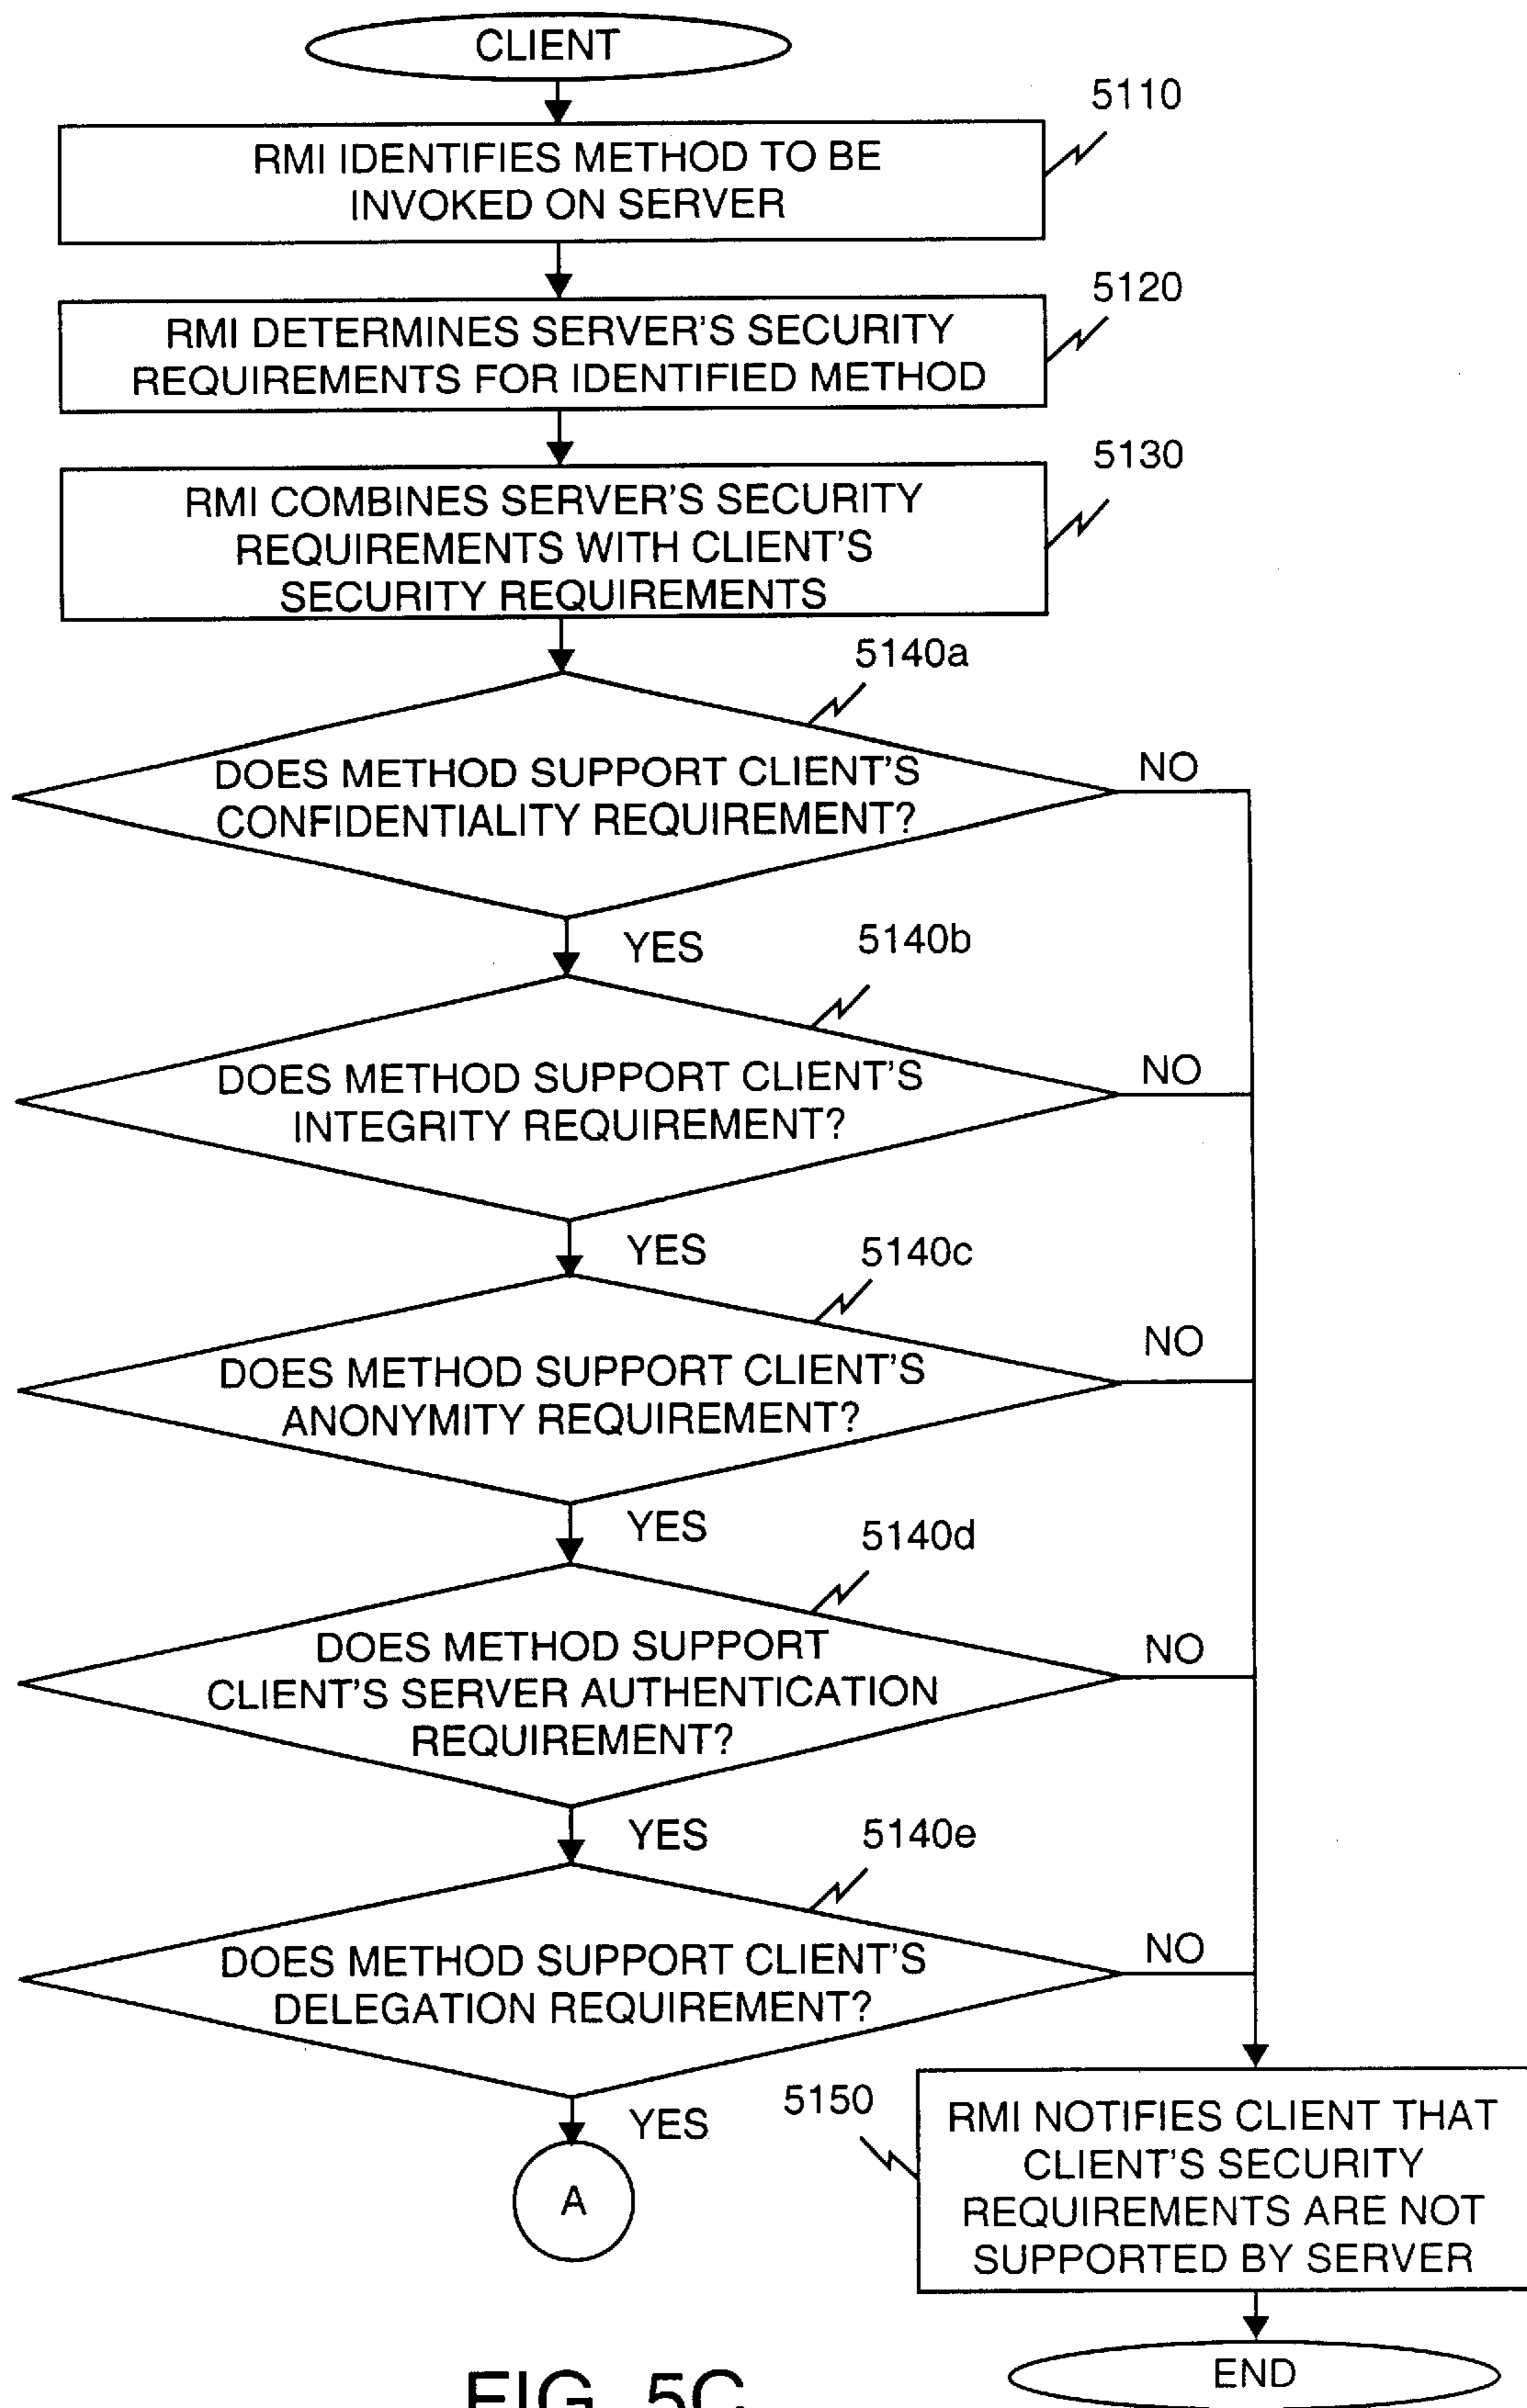 CLIENT
5110
RMI IDENTIFIES METHOD TO BE
INVOKED ON SERVER
5120
RMI DETERMINES SERVER'S SECURITY
REQUIREMENTS FOR IDENTIFIED METHOD
5130
RMI COMBINES SERVER'S SECURITY
REQUIREMENTS WITH CLIENT'S
SECURITY REQUIREMENTS
5140a
DOES METHOD SUPPORT CLIENT'S
CONFIDENTIALITY REQUIREMENT?
NO
YES
5140b
DOES METHOD SUPPORT CLIENT'S
INTEGRITY REQUIREMENT?
NO
YES
5140c
DOES METHOD SUPPORT CLIENT'S
ANONYMITY REQUIREMENT?
NO
YES
5140d
DOES METHOD SUPPORT
CLIENT'S SERVER AUTHENTICATION
REQUIREMENT?
NO
YES
5140e
DOES METHOD SUPPORT CLIENT'S
DELEGATION REQUIREMENT?
NO
YES
A
5150
RMI NOTIFIES CLIENT THAT
CLIENT'S SECURITY
REQUIREMENTS ARE NOT
SUPPORTED BY SERVER
END
FIG. 5C